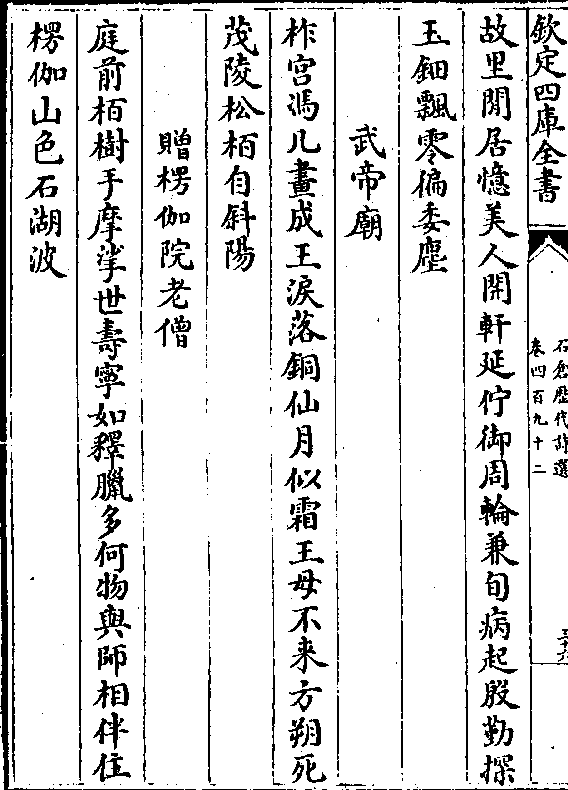 欽定四庫全書
石倉歷代詩選
卷四百九十二
故里閒居憶美人開軒延佇御周輪兼旬病起殷勤探
玉鈿飄零徧委塵
武帝廟
柞宮馮几畫成王淚落銅仙月似霜王母不來方朔死
茂陵松栢自斜陽
贈楞伽院老僧
庭前栢樹手摩挲世壽寧如釋臘多何物與師相伴住
楞伽山色石湖波